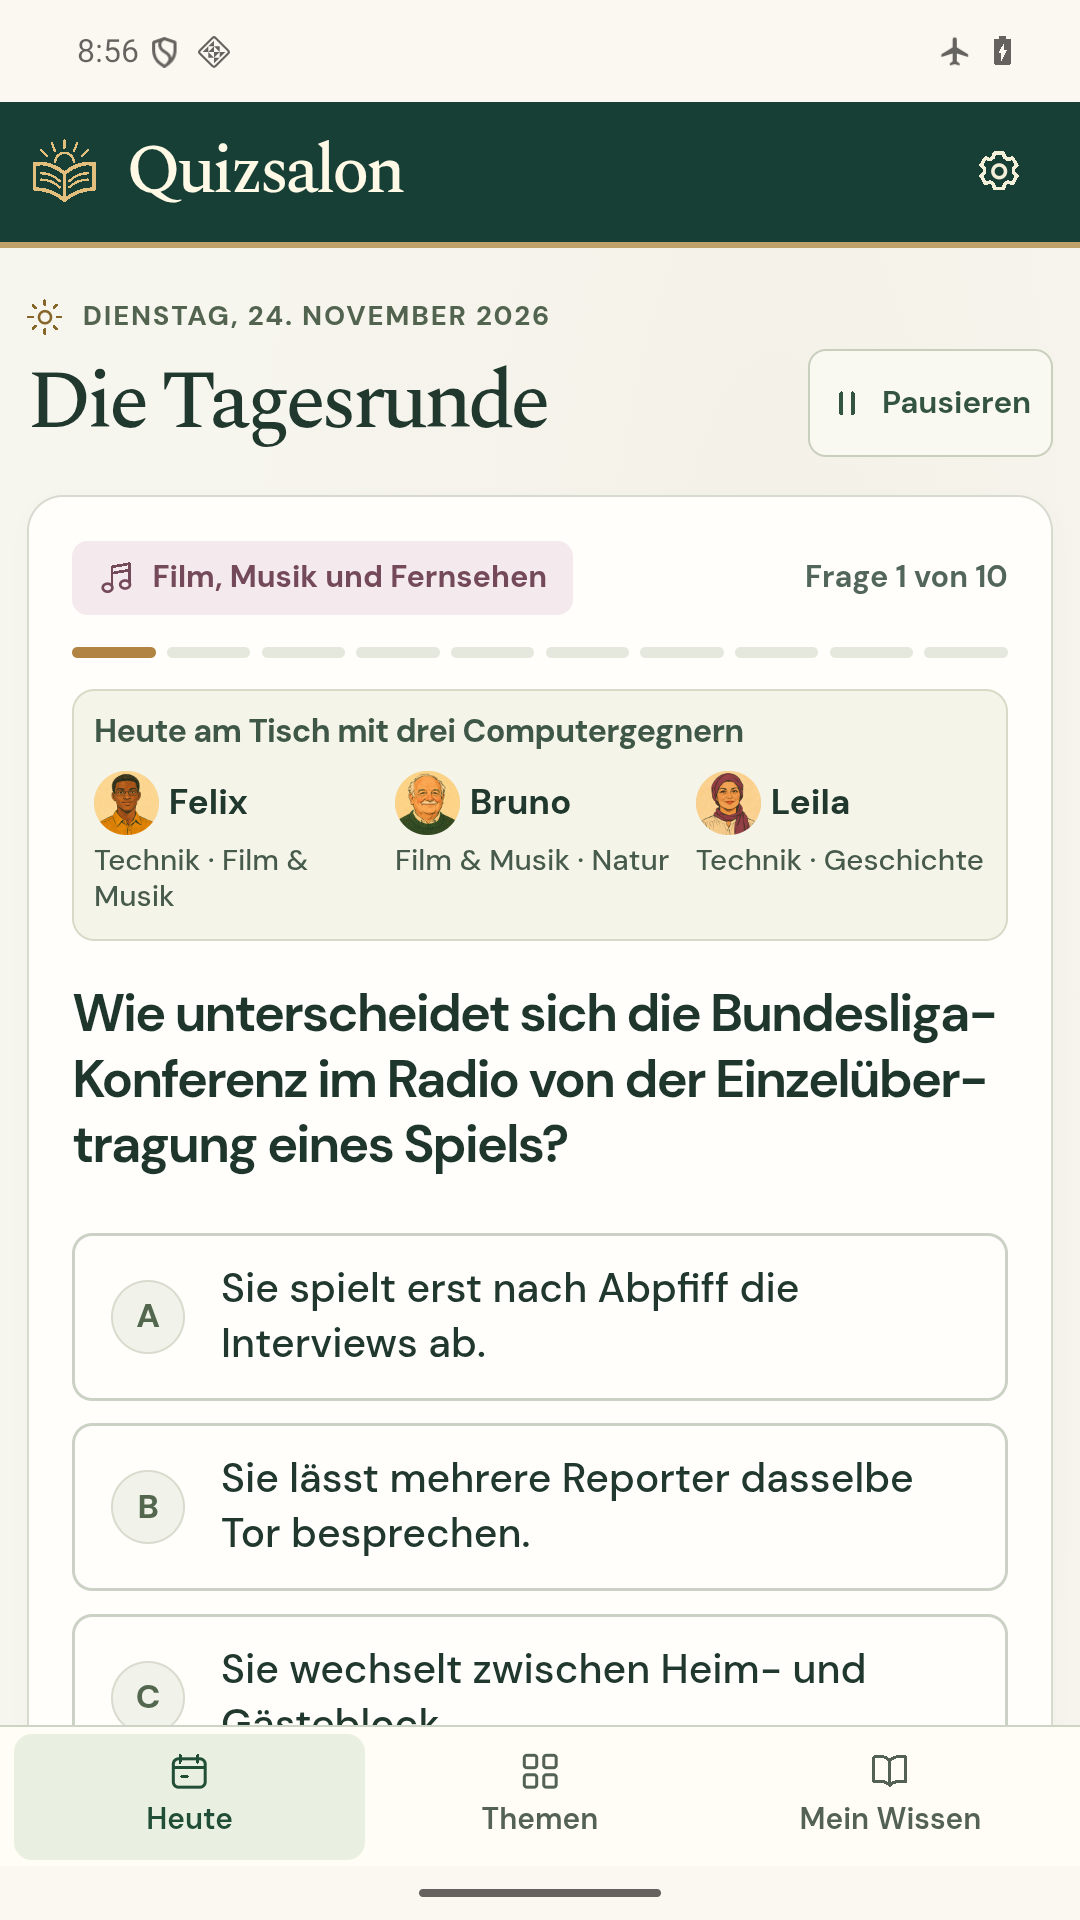 8:56
Quizsalon
DIENSTAG, 24. NOVEMBER 2026
Die Tagesrunde
Pausieren
Film, Musik und Fernsehen
Frage 1 von 10
Heute am Tisch mit drei Computergegnern
Felix
Technik · Film &
Musik
Bruno
Film & Musik · Natur
Leila
Technik · Geschichte
Wie unterscheidet sich die Bundesliga-
Konferenz im Radio von der Einzelüber-
tragung eines Spiels?
A
Sie spielt erst nach Abpfiff die
Interviews ab.
B
Sie lässt mehrere Reporter dasselbe
Tor besprechen.
C
Sie wechselt zwischen Heim- und
Gästeblock
Heute
Themen
Mein Wissen